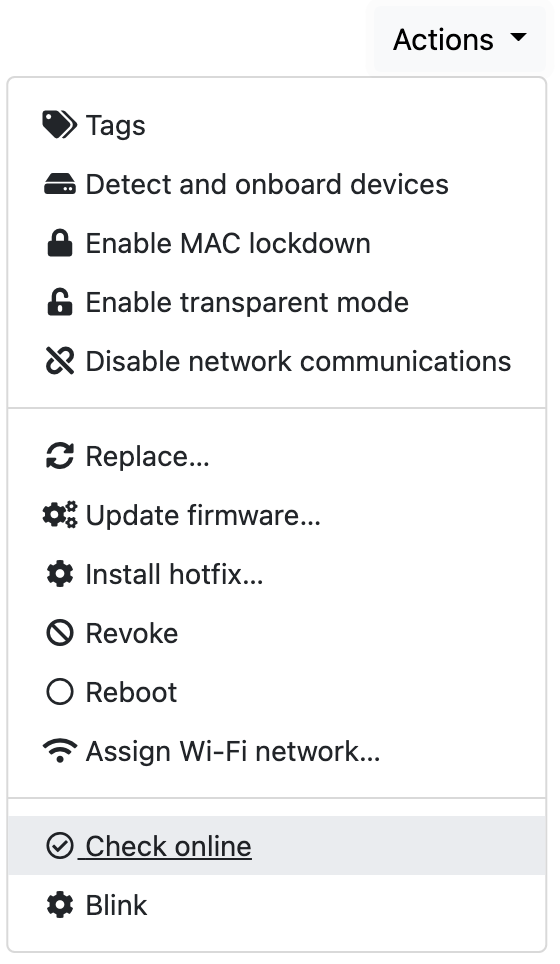 Actions
Tags
Detect and onboard devices
Enable MAC lockdown
Enable transparent mode
Disable network communications
Replace...
Update firmware...
Install hotfix...
Revoke
Reboot
Assign Wi-Fi network...
Check online
Blink